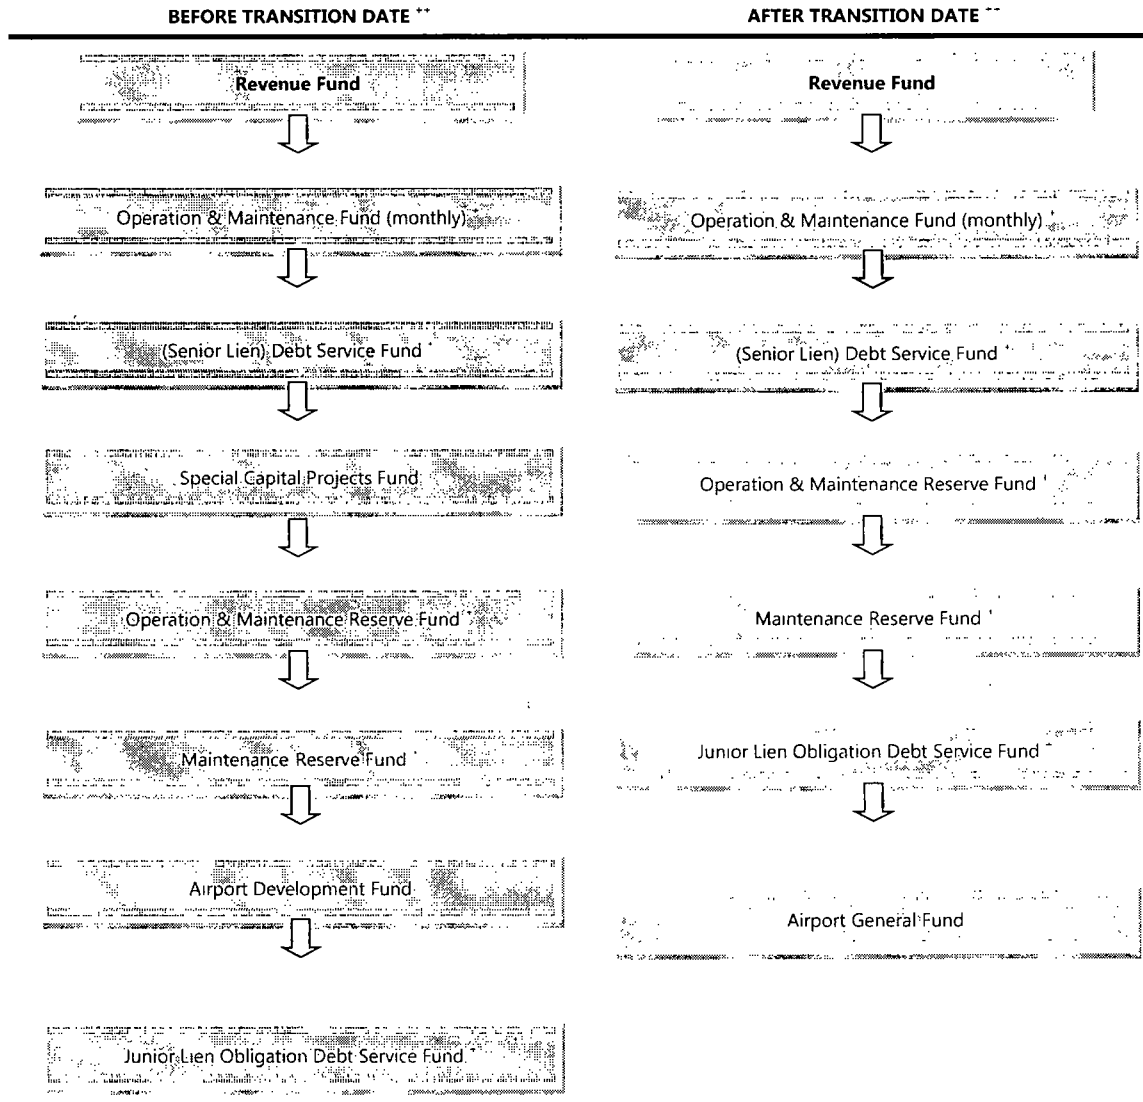 BEFORE TRANSITION DATE ++
Revenue Fund
Operation & Maintenance Fund (monthly) +
(Senior Lien) Debt Service Fund +
Special Capital Projects Fund
Operation & Maintenance Reserve Fund +
Maintenance Reserve Fund +
Airport Development Fund
Junior Lien Obligation Debt Service Fund +
AFTER TRANSITION DATE ++
Revenue Fund
Operation & Maintenance Fund (monthly) +
(Senior Lien) Debt Service Fund +
Operation & Maintenance Reserve Fund +
Maintenance Reserve Fund +
Junior Lien Obligation Debt Service Fund +
Airport General Fund